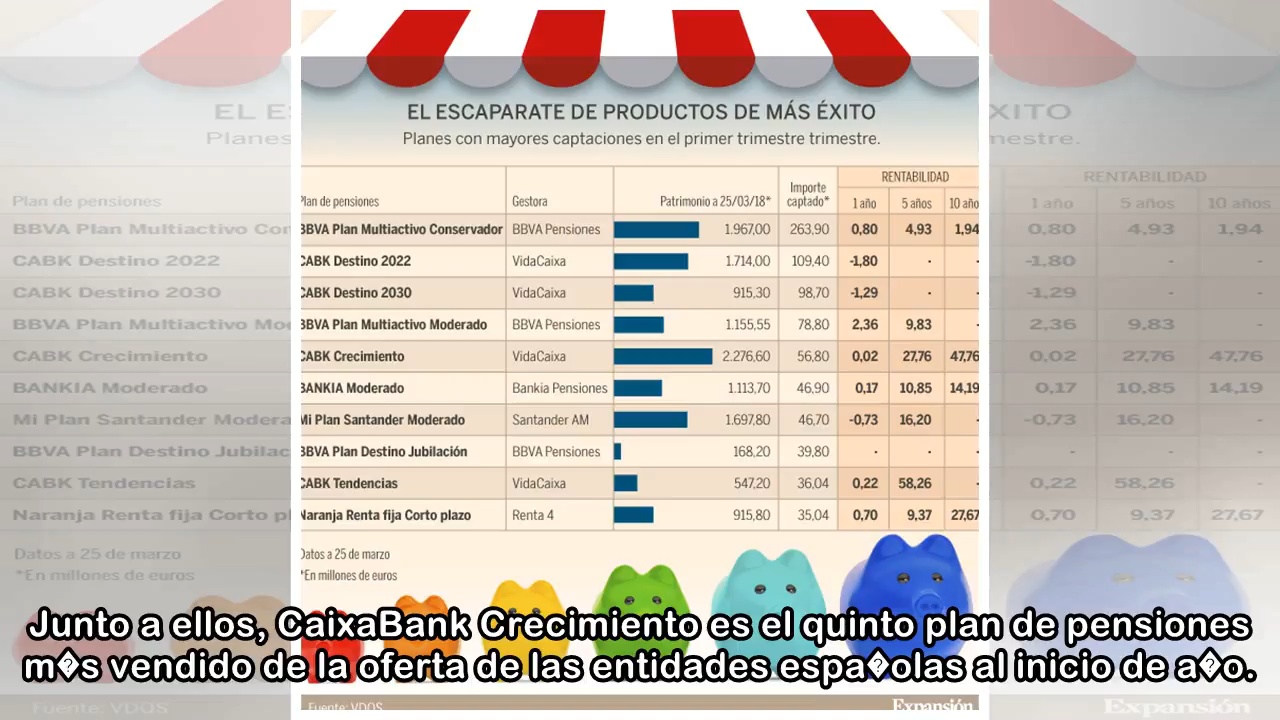 EL ESCAPARATE DE PRODUCTOS DE MÁS ÉXITO
Planes con mayores captaciones en el primer trimestre trimestre.
RENTABILIDAD
Plan de pensiones Gestora Patrimonio a 25/03/18* Importe captado* 1 año 5 años 10 años
BBVA Plan Multiactivo Conservador BBVA Pensiones 1.967,00 263,90 0,80 4,93 1,94
CABK Destino 2022 VidaCaixa 1.714,00 109,40 -1,80 - -
CABK Destino 2030 VidaCaixa 915,30 98,70 -1,29 - -
BBVA Plan Multiactivo Moderado BBVA Pensiones 1.155,55 78,80 2,36 9,83 -
CABK Crecimiento VidaCaixa 2.276,60 56,80 0,02 27,76 47,76
BANKIA Moderado Bankia Pensiones 1.113,70 46,90 0,17 10,85 14,19
Mi Plan Santander Moderado Santander AM 1.697,80 46,70 -0,73 16,20 -
BBVA Plan Destino Jubilación BBVA Pensiones 168,20 39,80 - - -
CABK Tendencias VidaCaixa 547,20 36,04 0,22 58,26 -
Naranja Renta fija Corto plazo Renta 4 915,80 35,04 0,70 9,37 27,67
Datos a 25 de marzo
*En millones de euros
Junto a ellos, CaixaBank Crecimiento es el quinto plan de pensiones
m�s vendido de la oferta de las entidades espa�olas al inicio de a�o.
Fuente: VDOS Expansión